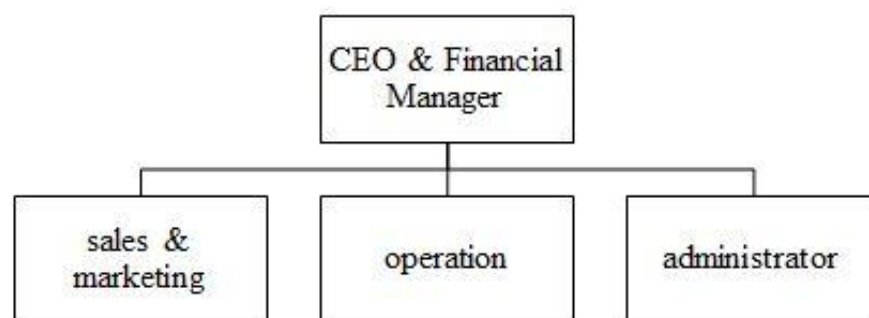 CEO & Financial
Manager
sales &
marketing
operation
administrator